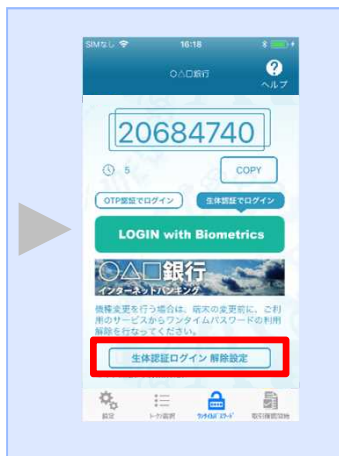 SIMなし
16:18
○△□銀行
?
ヘルプ
20684740
5
COPY
OTP認証でログイン
生体認証でログイン
LOGIN with Biometrics
○△□銀行
インターネットバンキング
機種変更を行う場合は、端末の変更前に、ご利
用のサービスからワンタイムパスワードの利用
解除を行なってください。
生体認証ログイン 解除設定
設定
トークン選択
ワンタイムパスワード